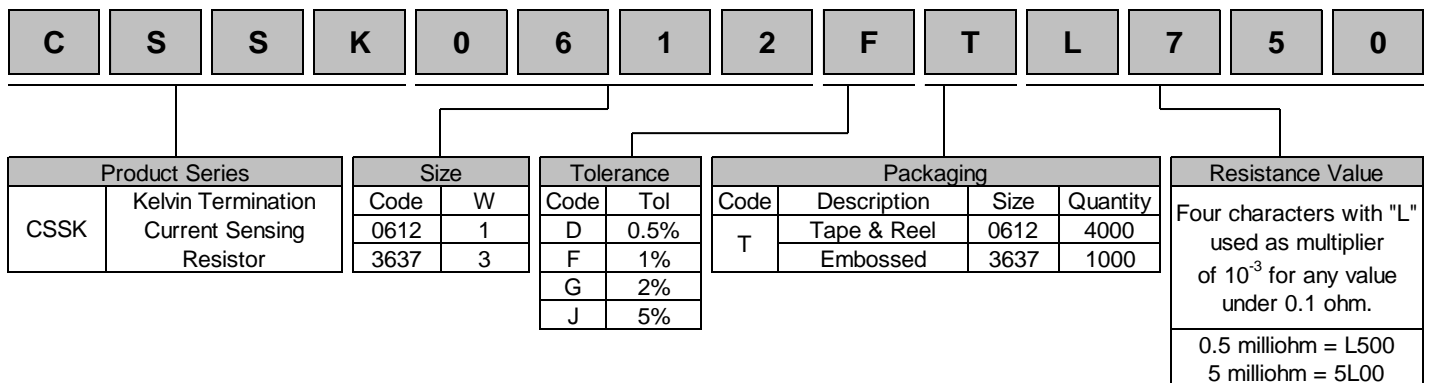 C S S K 0 6 1 2 F T L 7 5 0
Product Series
CSSK
Kelvin Termination
Current Sensing
Resistor
Size
Code W
0612 1
3637 3
Tolerance
Code Tol
D 0.5%
F 1%
G 2%
J 5%
Packaging
Code Description Size Quantity
T
Tape & Reel 0612 4000
Embossed 3637 1000
Resistance Value
Four characters with "L"
used as multiplier
of 10⁻³ for any value
under 0.1 ohm.
0.5 milliohm = L500
5 milliohm = 5L00